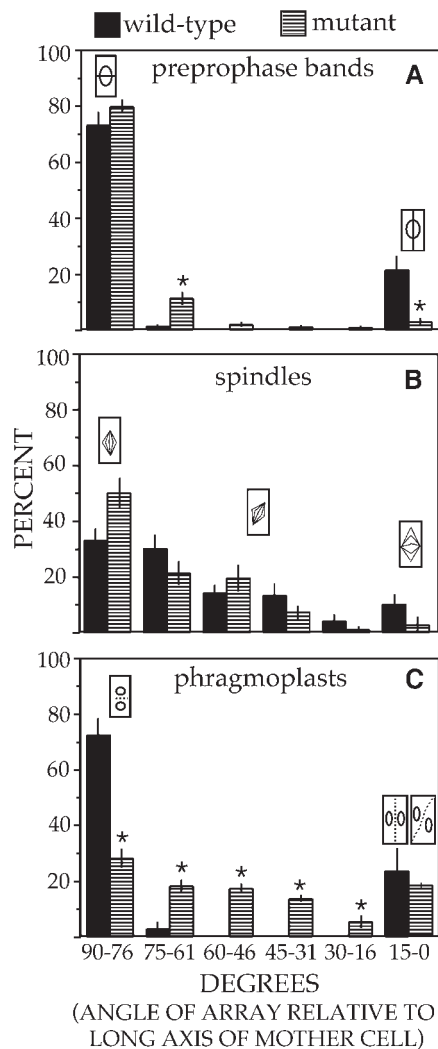 wild-type mutant
100
preprophase bands A
80
60
40
20
*
*
100
spindles B
80
60
40
20
PERCENT
100
phragmoplasts C
80
60
40
20
* * * * *
90-76 75-61 60-46 45-31 30-16 15-0
DEGREES
(ANGLE OF ARRAY RELATIVE TO
LONG AXIS OF MOTHER CELL)